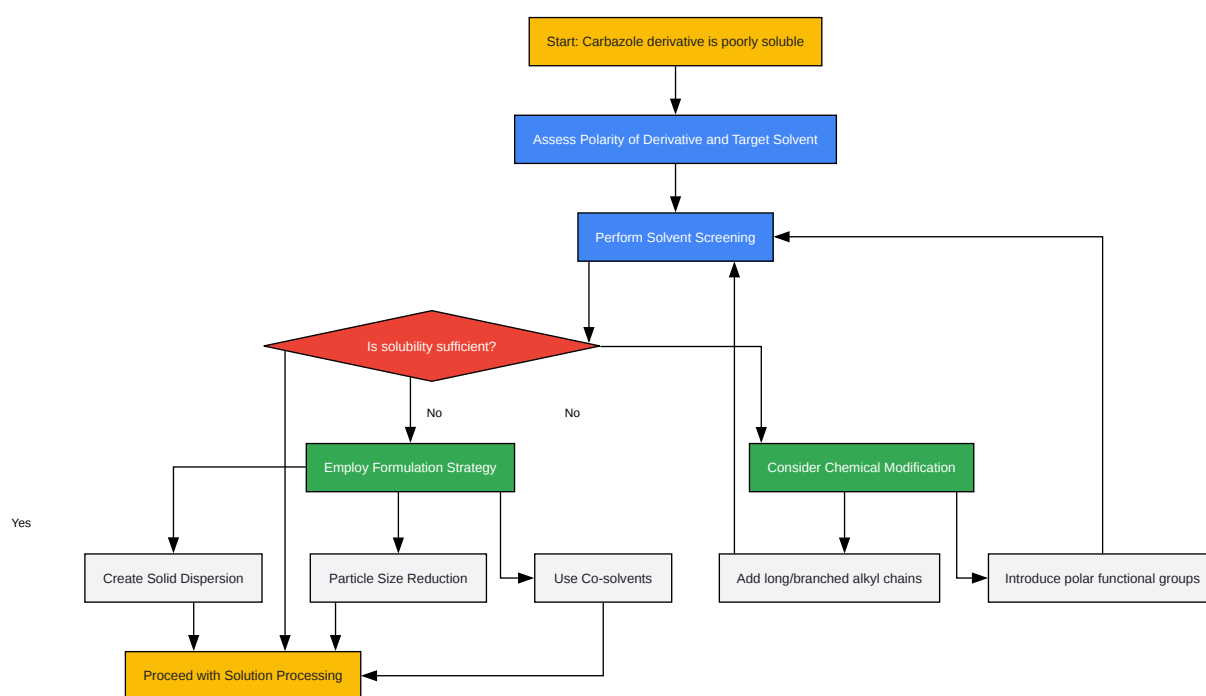 Start: Carbazole derivative is poorly soluble
Assess Polarity of Derivative and Target Solvent
Perform Solvent Screening
Is solubility sufficient?
No
No
Employ Formulation Strategy
Consider Chemical Modification
Yes
Create Solid Dispersion
Particle Size Reduction
Use Co-solvents
Add long/branched alkyl chains
Introduce polar functional groups
Proceed with Solution Processing